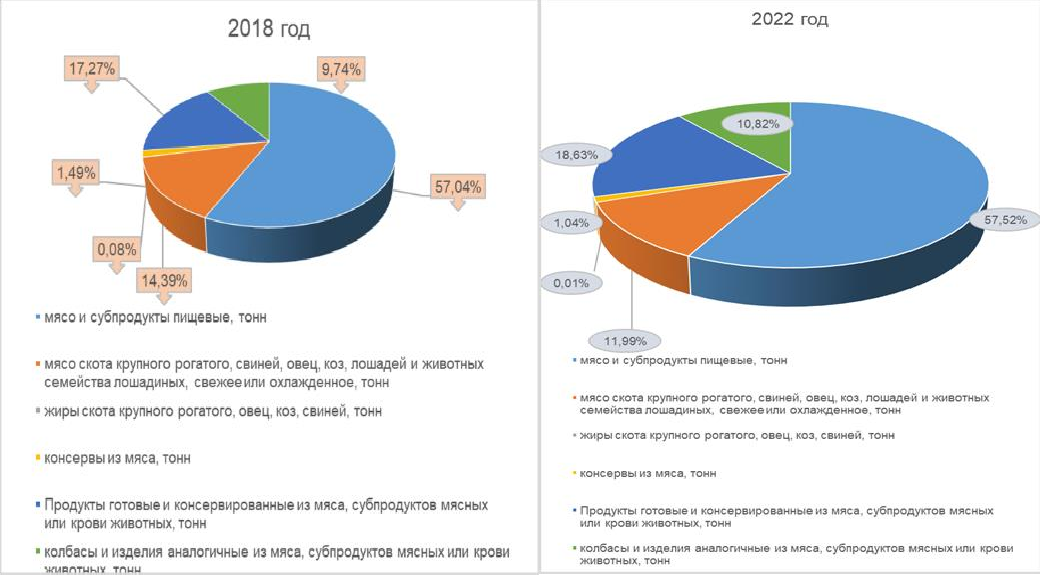 2018 год
17,27%
9,74%
1,49%
57,04%
0,08%
14,39%
мясо и субпродукты пищевые, тонн
мясо скота крупного рогатого, свиней, овец, коз, лошадей и животных
семейства лошадиных, свежее или охлажденное, тонн
жиры скота крупного рогатого, овец, коз, свиней, тонн
консервы из мяса, тонн
Продукты готовые и консервированные из мяса, субпродуктов мясных
или крови животных, тонн
колбасы и изделия аналогичные из мяса, субпродуктов мясных или крови
животных, тонн
2022 год
10,82%
18,63%
57,52%
1,04%
0,01%
11,99%
мясо и субпродукты пищевые, тонн
мясо скота крупного рогатого, свиней, овец, коз, лошадей и животных
семейства лошадиных, свежее или охлажденное, тонн
жиры скота крупного рогатого, овец, коз, свиней, тонн
консервы из мяса, тонн
Продукты готовые и консервированные из мяса, субпродуктов мясных
или крови животных, тонн
колбасы и изделия аналогичные из мяса, субпродуктов мясных или крови
животных, тонн